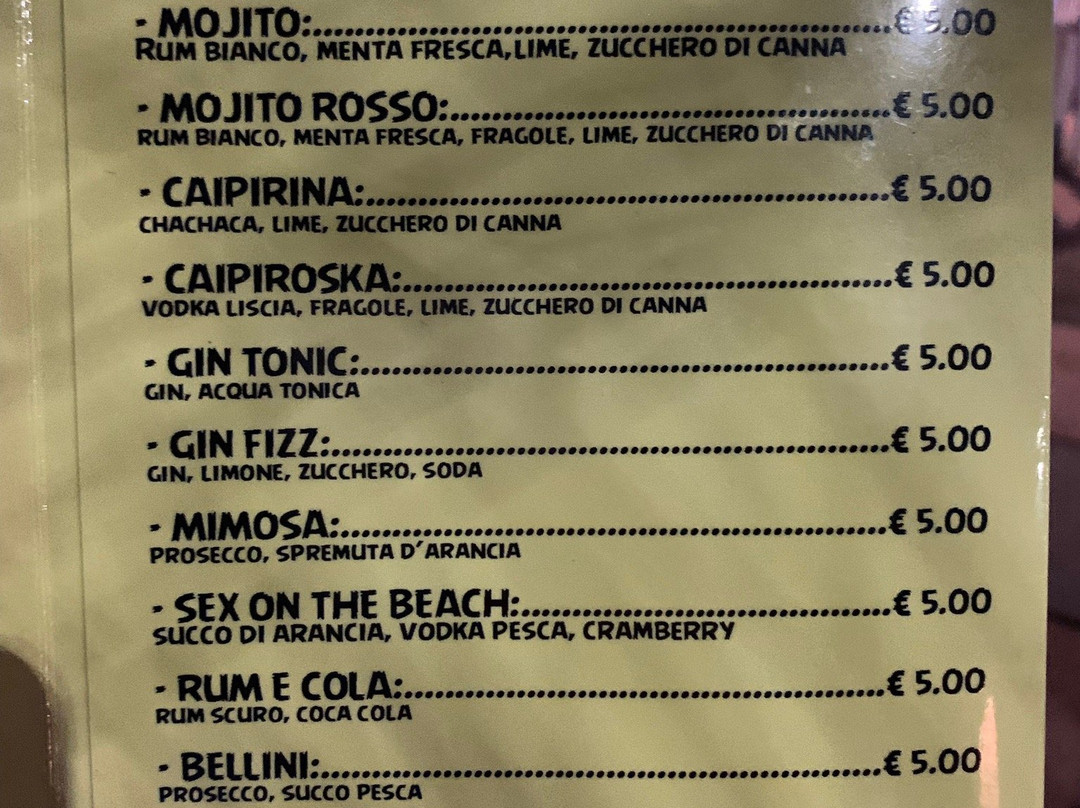 - MOJITO:..........................................................€ 5.00
RUM BIANCO, MENTA FRESCA,LIME, ZUCCHERO DI CANNA
- MOJITO ROSSO:............................................€ 5.00
RUM BIANCO, MENTA FRESCA, FRAGOLE, LIME, ZUCCHERO DI CANNA
- CAIPIRINA:.....................................................€ 5.00
CHACHACA, LIME, ZUCCHERO DI CANNA
- CAIPIROSKA:.................................................€ 5.00
VODKA LISCIA, FRAGOLE, LIME, ZUCCHERO DI CANNA
- GIN TONIC:.....................................................€ 5.00
GIN, ACQUA TONICA
- GIN FIZZ:........................................................€ 5.00
GIN, LIMONE, ZUCCHERO, SODA
- MIMOSA:.......................................................€ 5.00
PROSECCO, SPREMUTA D'ARANCIA
- SEX ON THE BEACH:.....................................€ 5.00
SUCCO DI ARANCIA, VODKA PESCA, CRAMBERRY
- RUM E COLA:................................................€ 5.00
RUM SCURO, COCA COLA
- BELLINI:........................................................€ 5.00
PROSECCO, SUCCO PESCA